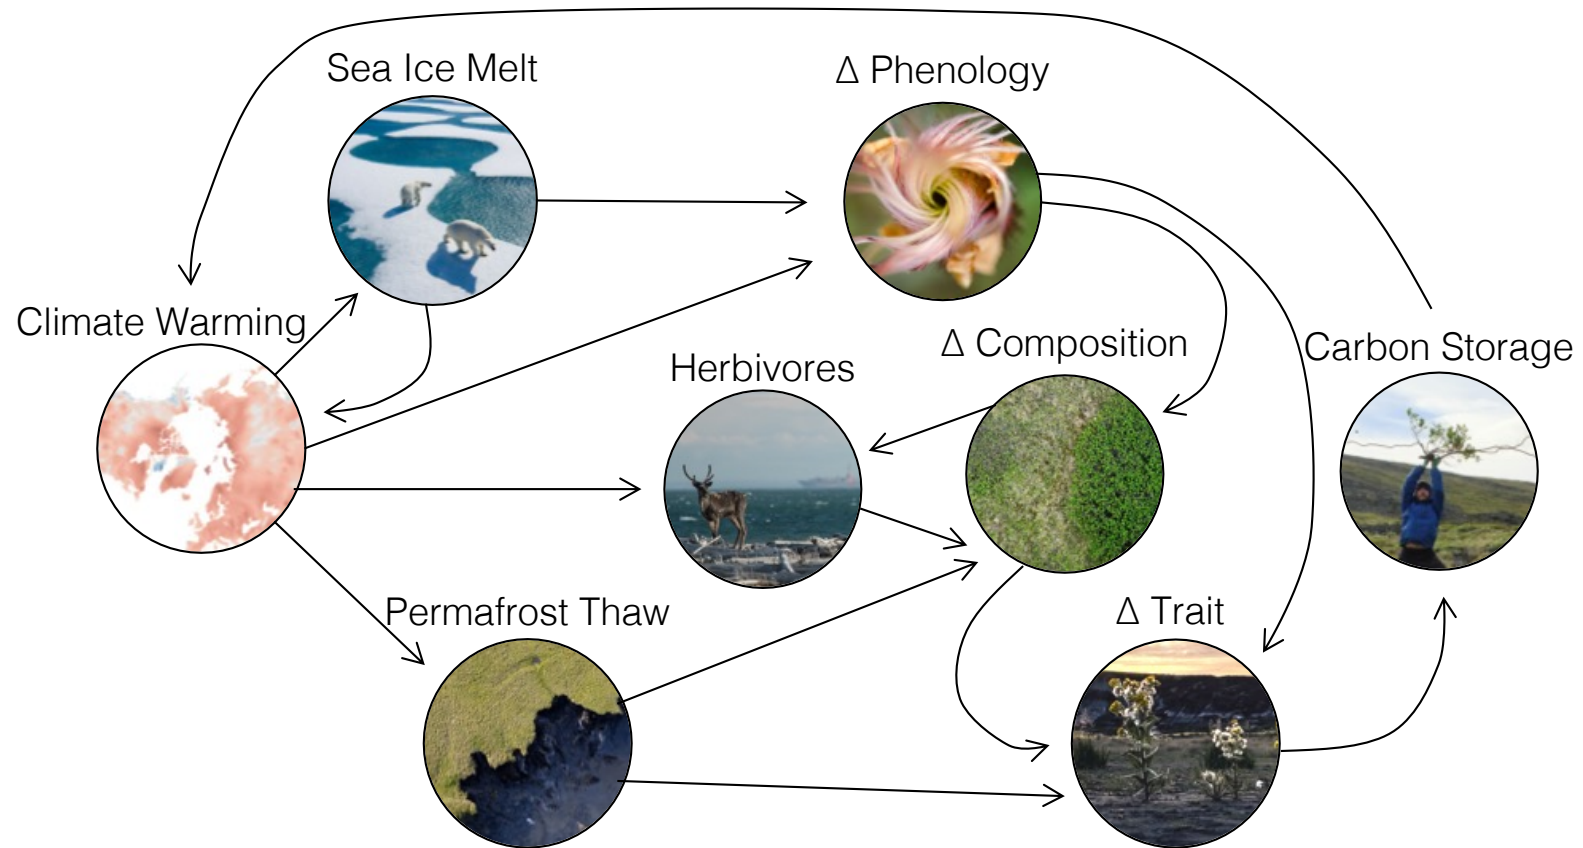 Sea Ice Melt
Δ Phenology
Climate Warming
Herbivores
Δ Composition
Carbon Storage
Permafrost Thaw
Δ Trait